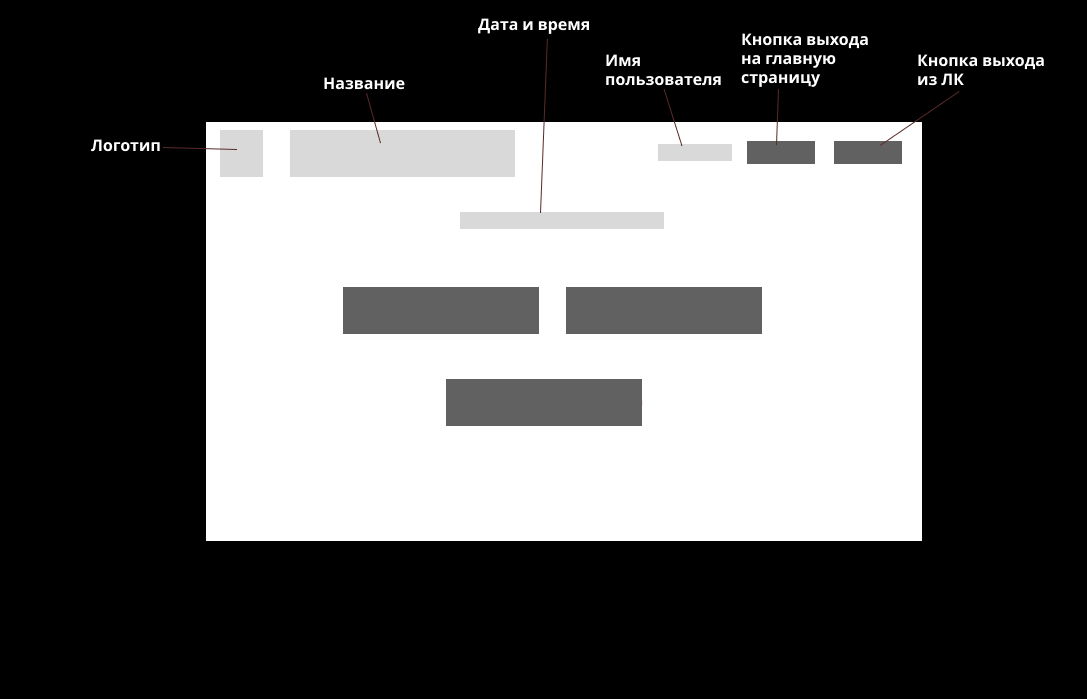 Дата и время
Имя
пользователя
Кнопка выхода
на главную
страницу
Кнопка выхода
из ЛК
Название
Логотип